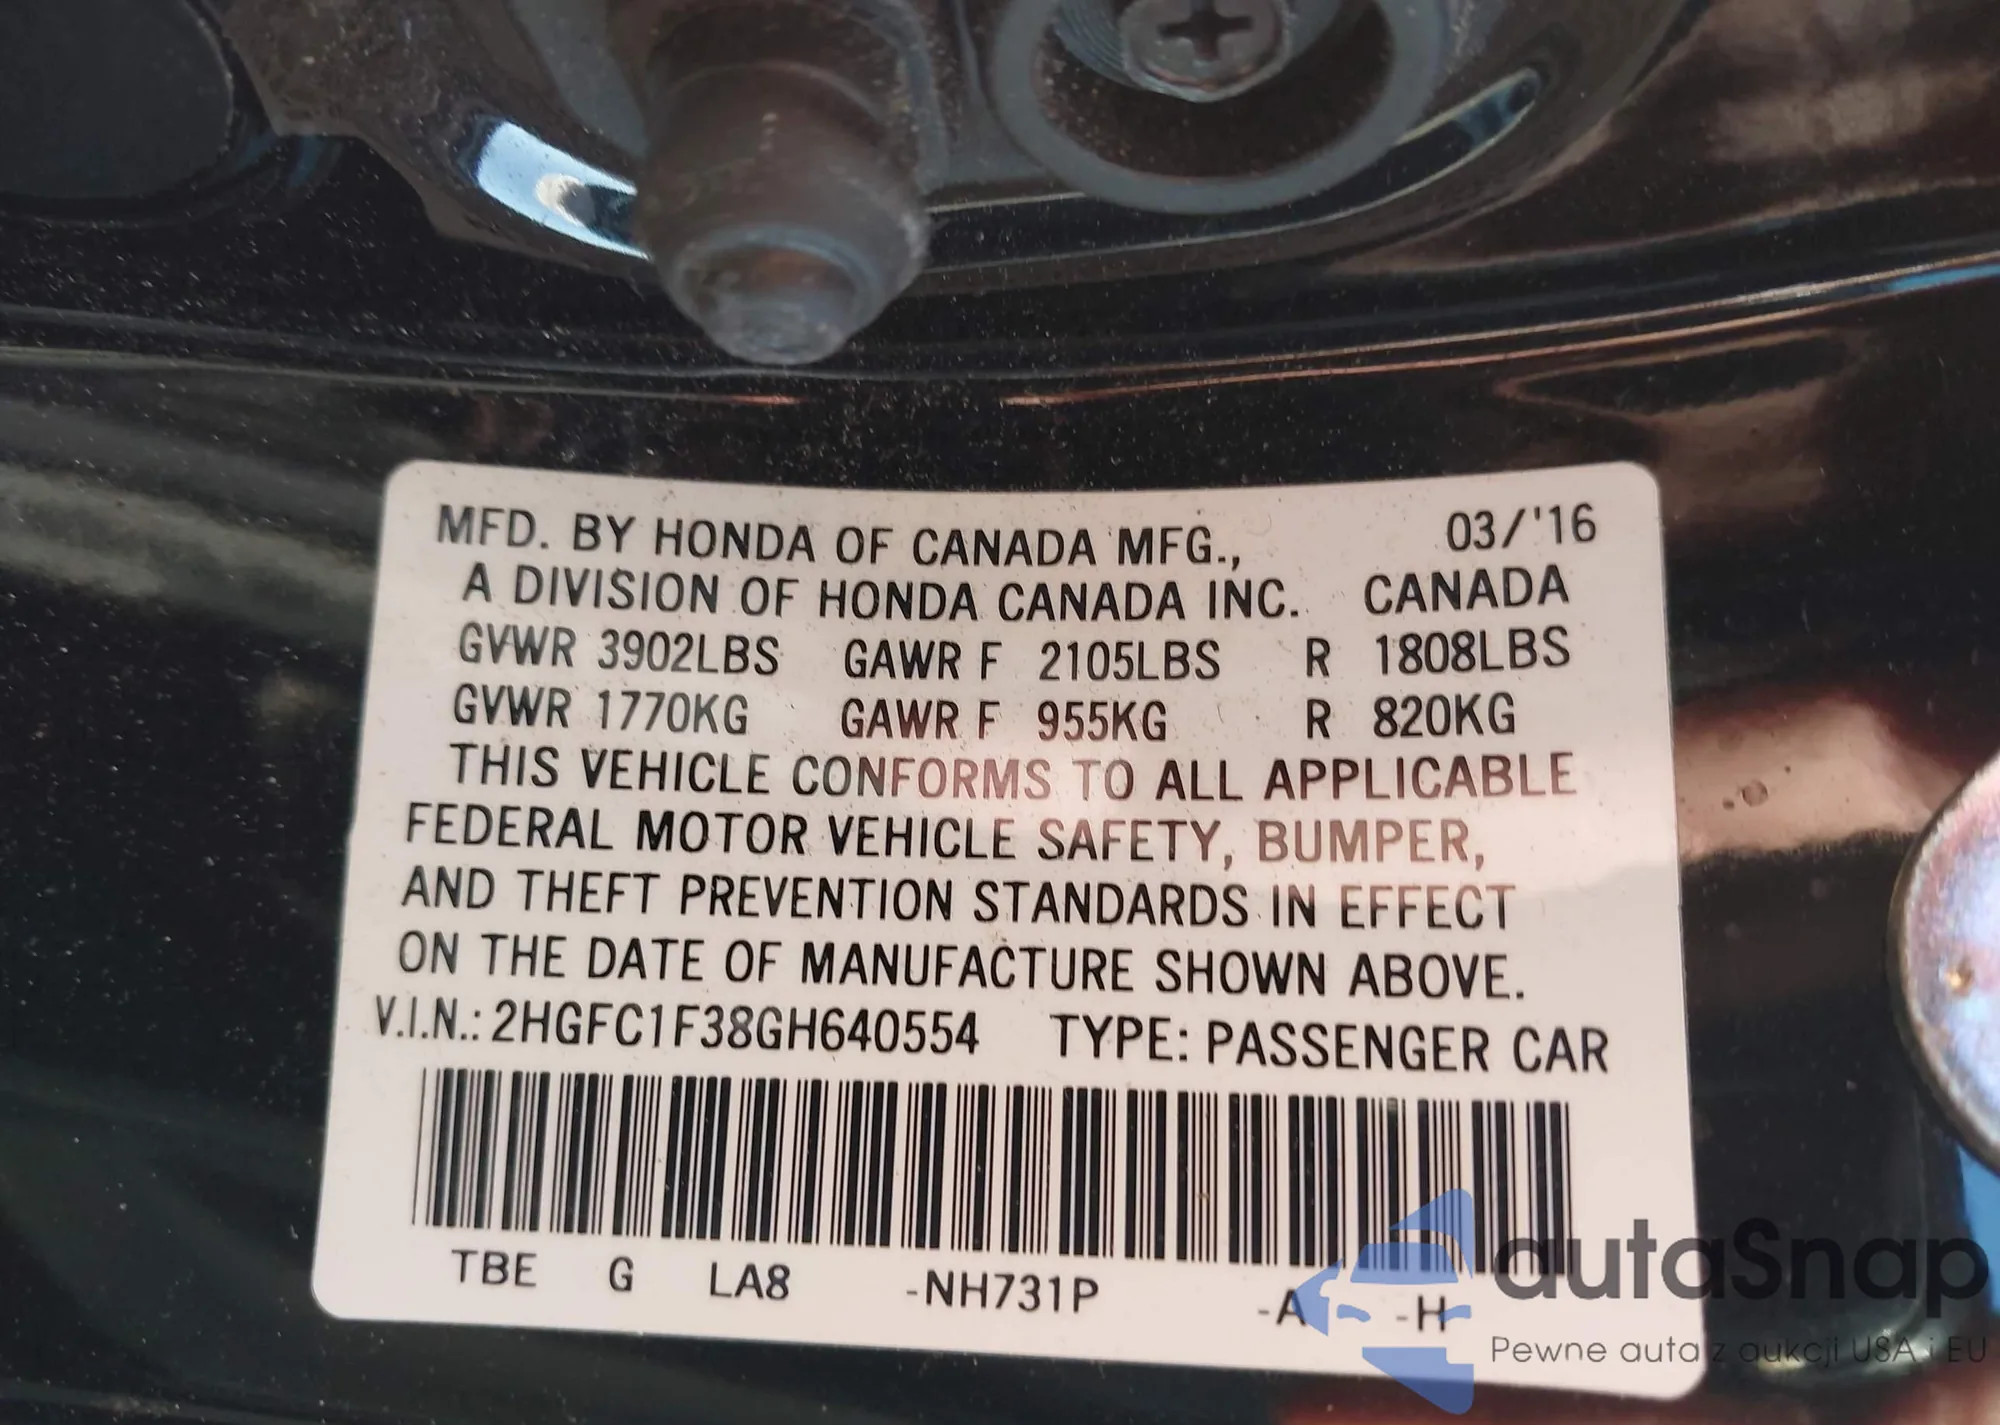 MFD. BY HONDA OF CANADA MFG., 03/'16
A DIVISION OF HONDA CANADA INC. CANADA
GVWR 3902LBS GAWR F 2105LBS R 1808LBS
GVWR 1770KG GAWR F 955KG R 820KG
THIS VEHICLE CONFORMS TO ALL APPLICABLE
FEDERAL MOTOR VEHICLE SAFETY, BUMPER,
AND THEFT PREVENTION STANDARDS IN EFFECT
ON THE DATE OF MANUFACTURE SHOWN ABOVE.
V.I.N.: 2HGFC1F38GH640554 TYPE: PASSENGER CAR
TBE G LA8 -NH731P -A -H
autaSnap
Pewne auta z aukcji USA i EU